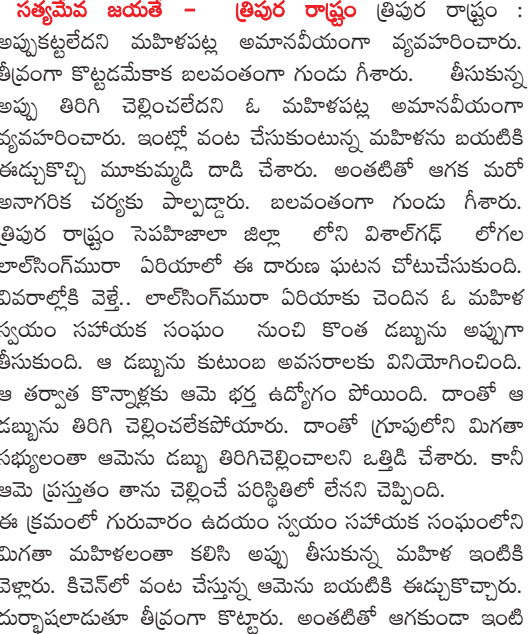 సత్యమేవ జయతే – త్రిపుర రాష్ట్రం త్రిపుర రాష్ట్రం :
అప్పుకట్టలేదని మహిళపట్ల అమానవీయంగా వ్యవహరించారు.
తీవ్రంగా కొట్టడమేకాక బలవంతంగా గుండు గీశారు. తీసుకున్న
అప్పు తిరిగి చెల్లించలేదని ఓ మహిళపట్ల అమానవీయంగా
వ్యవహరించారు. ఇంట్లో వంట చేసుకుంటున్న మహిళను బయటికి
ఈడ్చుకొచ్చి మూకుమ్మడి దాడి చేశారు. అంతటితో ఆగక మరో
అనాగరిక చర్యకు పాల్పడ్డారు. బలవంతంగా గుండు గీశారు.
త్రిపుర రాష్ట్రం సెపహిజాలా జిల్లా లోని విశాల్‌గఢ్ లోగల
లాల్‌సింగ్‌మురా ఏరియాలో ఈ దారుణ ఘటన చోటుచేసుకుంది.
వివరాల్లోకి వెళ్తే.. లాల్‌సింగ్‌మురా ఏరియాకు చెందిన ఓ మహిళ
స్వయం సహాయక సంఘం నుంచి కొంత డబ్బును అప్పుగా
తీసుకుంది. ఆ డబ్బును కుటుంబ అవసరాలకు వినియోగించింది.
ఆ తర్వాత కొన్నాళ్లకు ఆమె భర్త ఉద్యోగం పోయింది. దాంతో ఆ
డబ్బును తిరిగి చెల్లించలేకపోయారు. దాంతో గ్రూపులోని మిగతా
సభ్యులంతా ఆమెను డబ్బు తిరిగిచెల్లించాలని ఒత్తిడి చేశారు. కానీ
ఆమె ప్రస్తుతం తాను చెల్లించే పరిస్థితిలో లేనని చెప్పింది.
ఈ క్రమంలో గురువారం ఉదయం స్వయం సహాయక సంఘంలోని
మిగతా మహిళలంతా కలిసి అప్పు తీసుకున్న మహిళ ఇంటికి
వెళ్లారు. కిచెన్‌లో వంట చేస్తున్న ఆమెను బయటికి ఈడ్చుకొచ్చారు.
దుర్భాషలాడుతూ తీవ్రంగా కొట్టారు. అంతటితో ఆగకుండా ఇంటి